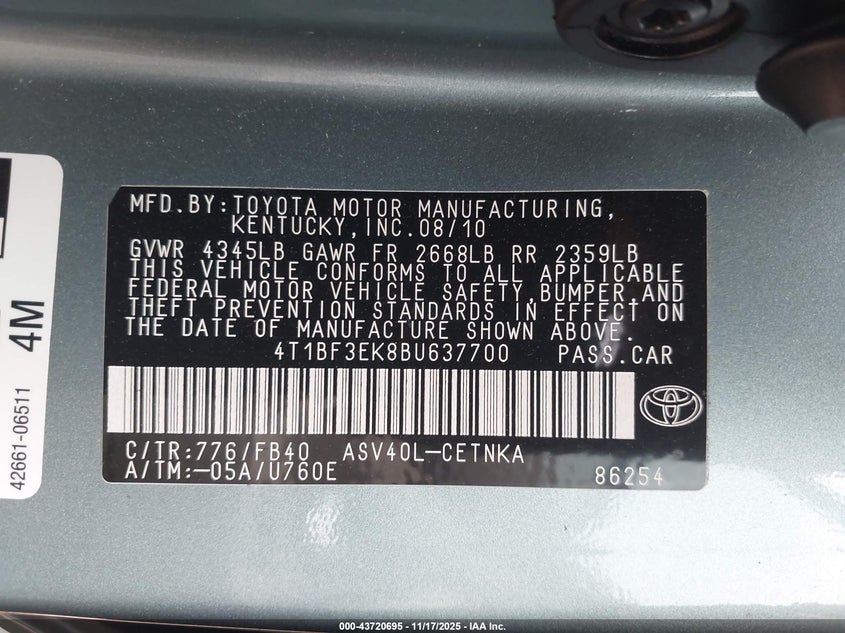 MFD.BY:TOYOTA MOTOR MANUFACTURING,
KENTUCKY,INC.08/10
GVWR 4345LB GAWR FR 2668LB RR 2359LB
THIS VEHICLE CONFORMS TO ALL APPLICABLE
FEDERAL MOTOR VEHICLE SAFETY,BUMPER,AND
THEFT PREVENTION STANDARDS IN EFFECT ON
THE DATE OF MANUFACTURE SHOWN ABOVE.
4T1BF3EK8BU637700 PASS.CAR
C/TR:776/FB40 ASV40L-CETNKA
A/TM:-05A/U760E 86254
42661-06511
4M
000-43720695 - 11/17/2025 - IAA Inc.